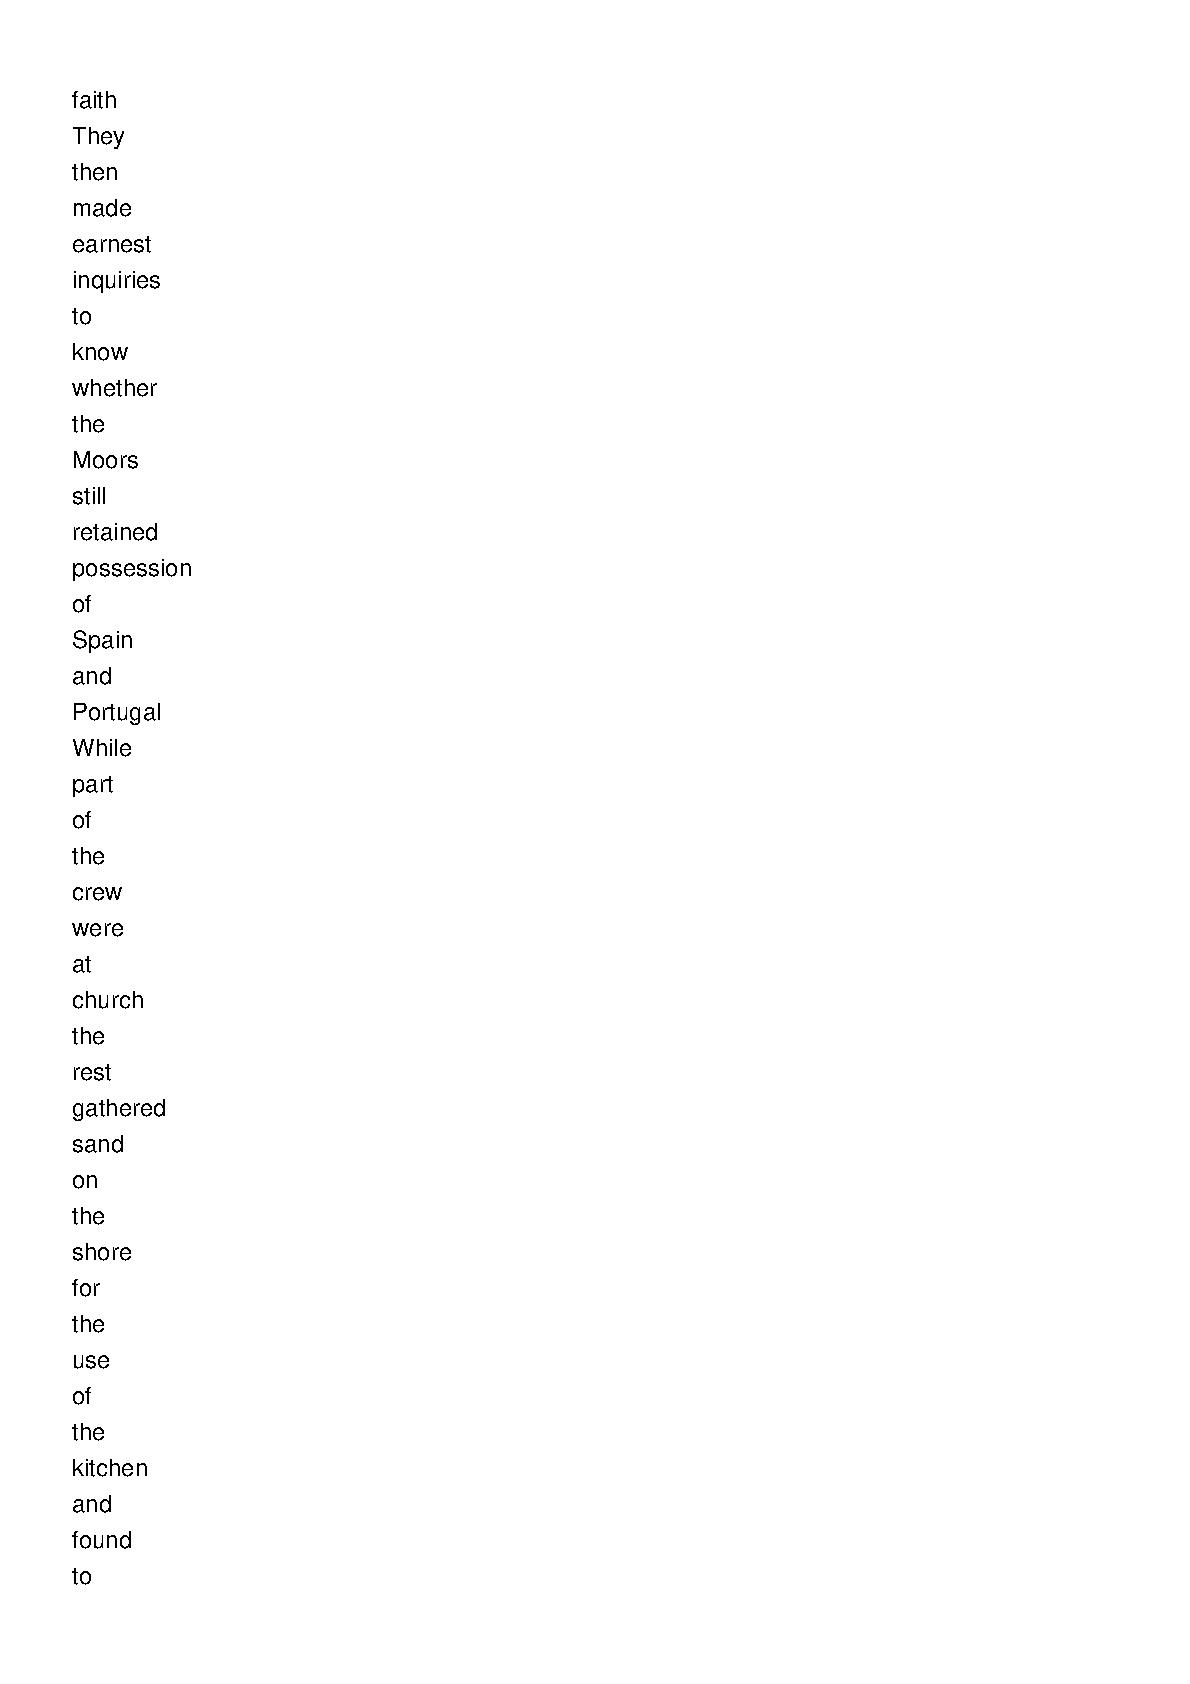 faith
They
then
made
earnest
inquiries
to
know
whether
the
Moors
still
retained
possession
of
Spain
and
Portugal
While
part
of
the
crew
were
at
church
the
rest
gathered
sand
on
the
shore
for
the
use
of
the
kitchen
and
found
to